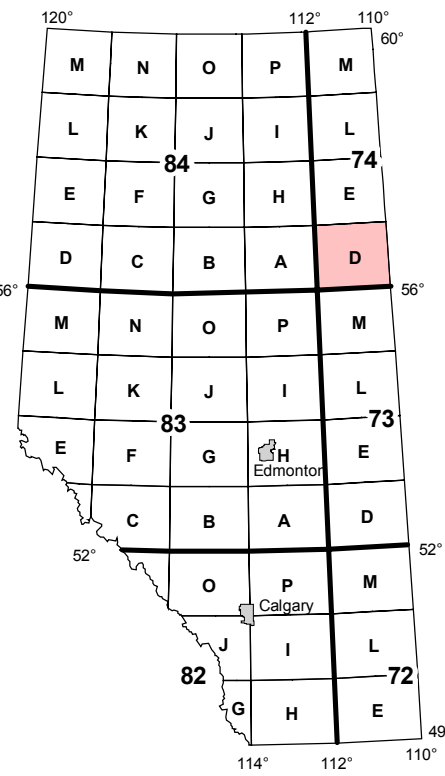 120° 112° 110°
60°
M N O P M
L K J I L
84 74
E F G H E
D C B A D
56° 56°
M N O P M
L K J I L
83 73
E F G H E
Edmonton
C B A D
52° 52°
O P M
Calgary
J I L
82 72
G H E
49
114° 112° 110°